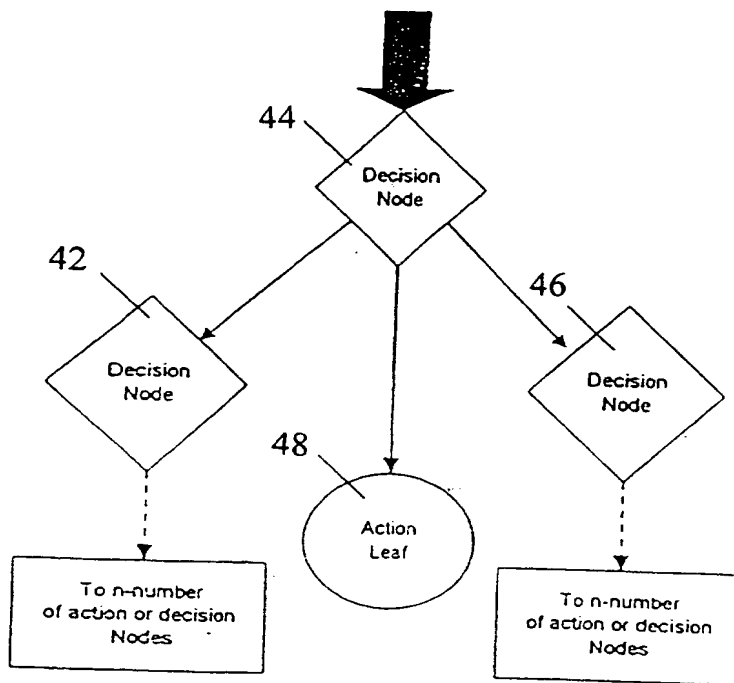 44
Decision
Node
42
Decision
Node
46
Decision
Node
48
Action
Leaf
To n-number
of action or decision
Nodes
To n-number
of action or decision
Nodes